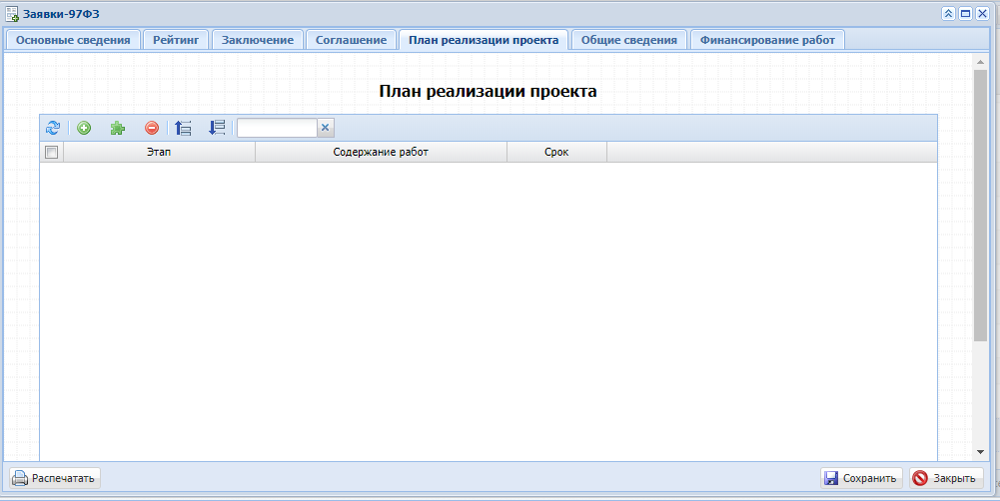 Заявки-97ФЗ
Основные сведения Рейтинг Заключение Соглашение План реализации проекта Общие сведения Финансирование работ
План реализации проекта
Этап Содержание работ Срок
Распечатать Сохранить Закрыть